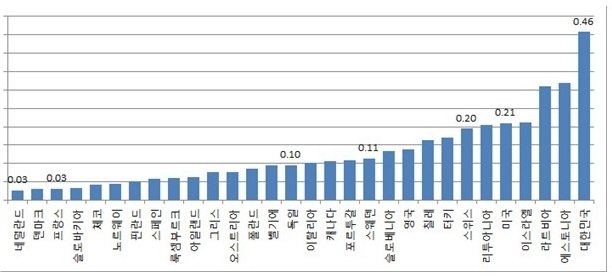 0.46
0.20
0.21
0.11
0.10
0.03
0.03
네덜란드
덴마크
프랑스
슬로바키아
체코
노르웨이
핀란드
스페인
룩셈부르크
아일랜드
그리스
오스트리아
폴란드
벨기에
독일
이탈리아
캐나다
포르투갈
스웨덴
슬로베니아
영국
칠레
터키
스위스
리투아니아
미국
이스라엘
라트비아
에스토니아
대한민국